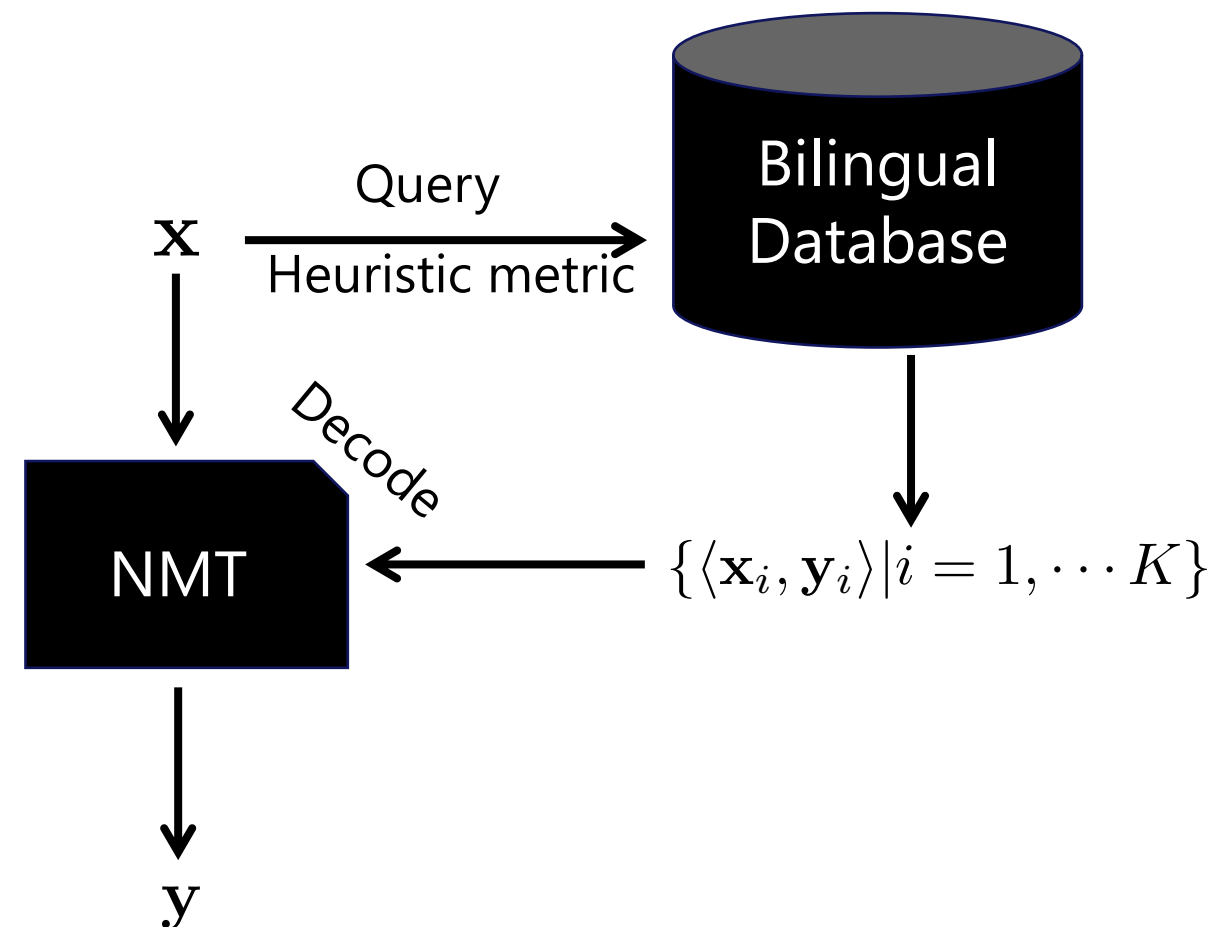 Query
x
Heuristic metric
Bilingual
Database
Decode
NMT
{⟨x_i, y_i⟩|i = 1, ⋯ K}
y